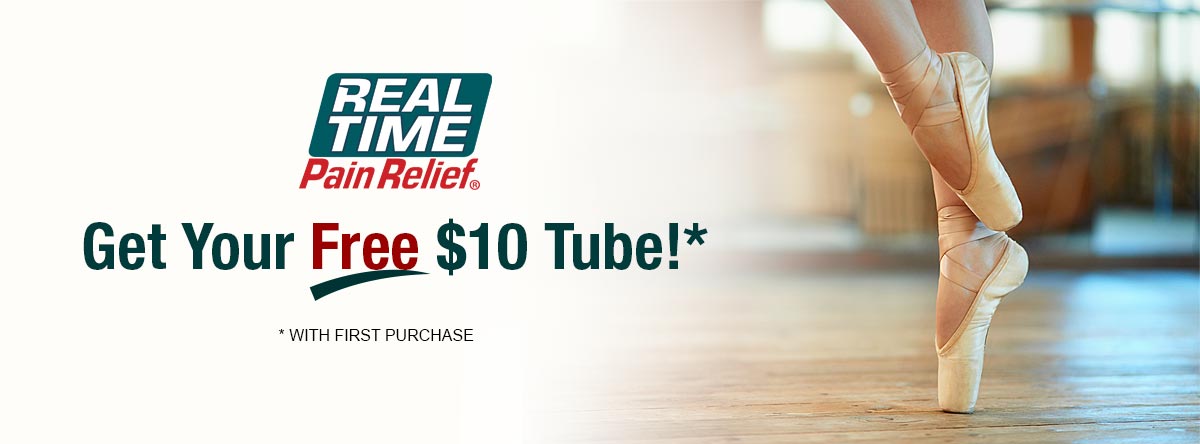 REAL
TIME
Pain Relief®
Get Your Free $10 Tube!*
* WITH FIRST PURCHASE